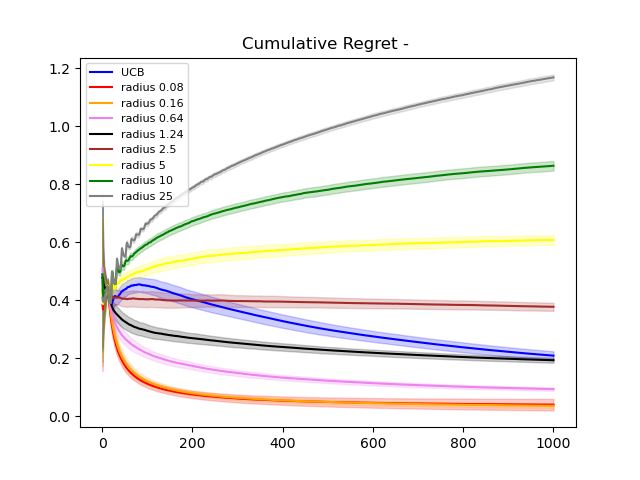 Cumulative Regret -
1.2
1.0
0.8
0.6
0.4
0.2
0.0
UCB
radius 0.08
radius 0.16
radius 0.64
radius 1.24
radius 2.5
radius 5
radius 10
radius 25
0 200 400 600 800 1000